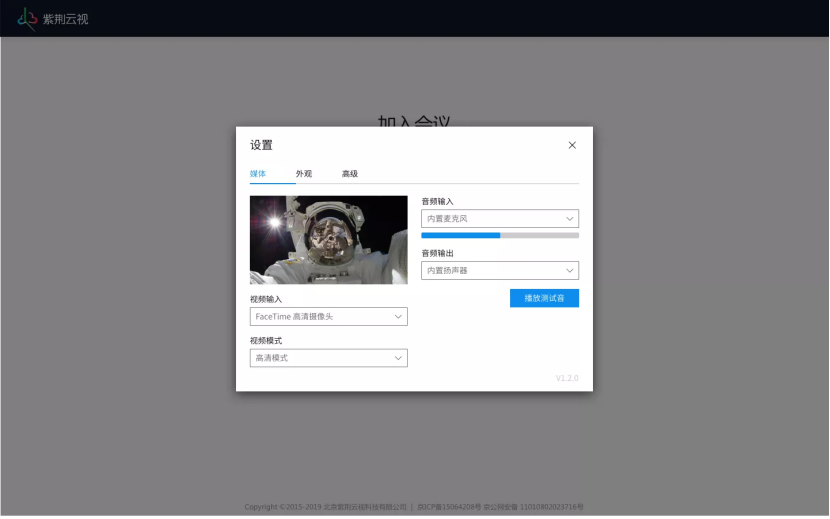 紫荆云视
加入会议
设置
媒体 外观 高级
音频输入
内置麦克风
音频输出
内置扬声器
播放测试音
视频输入
FaceTime 高清摄像头
视频模式
高清模式
V1.2.0
Copyright ©2015-2019 北京紫荆云视科技有限公司 | 京ICP备15064208号 京公网安备 11010802023716号